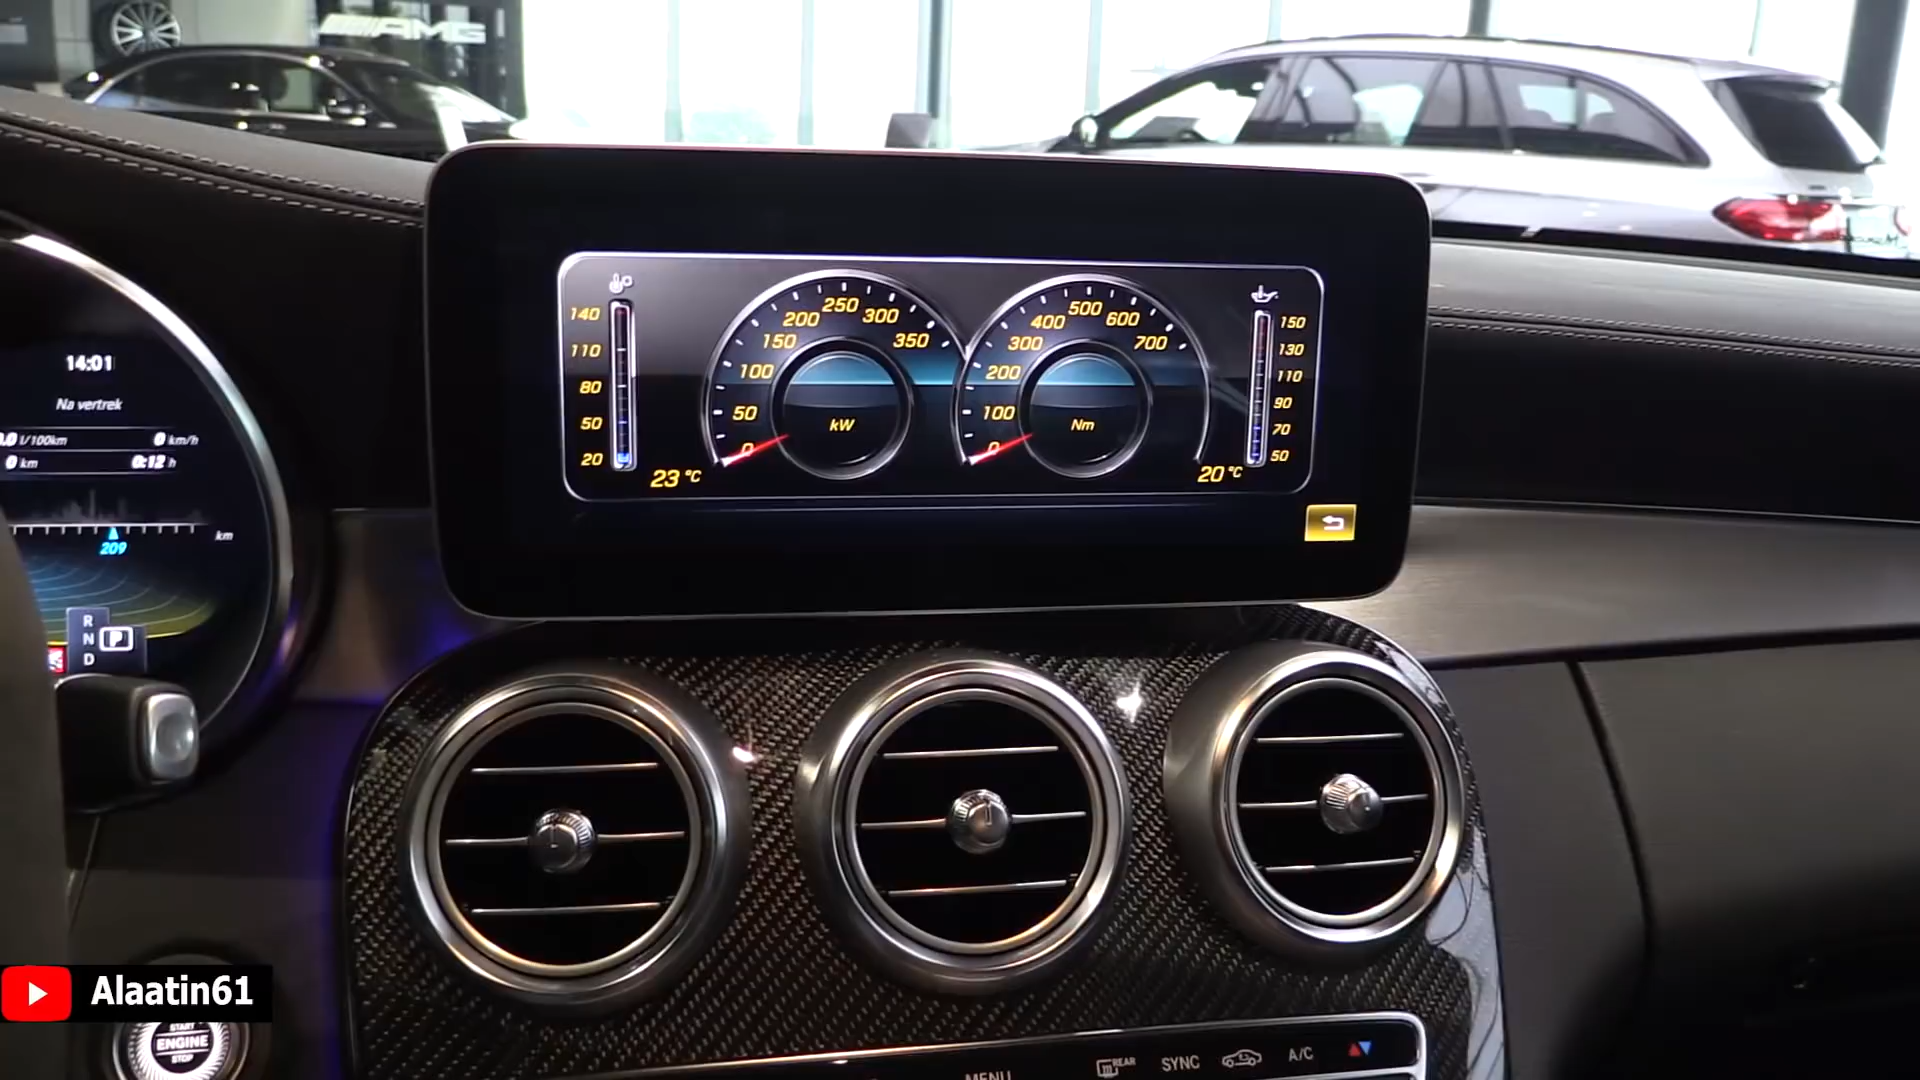 AMG
14:01
Na vertrek
l/100km
0 km/h
0 km
0:12 h
km
209
R
N
D
P
140
110
80
50
20
23 °C
0
50
100
150
200
250
300
350
kW
0
100
200
300
400
500
600
700
Nm
150
130
110
90
70
50
20 °C
Alaatin61
START
ENGINE
STOP
MENU
REAR
SYNC
A/C